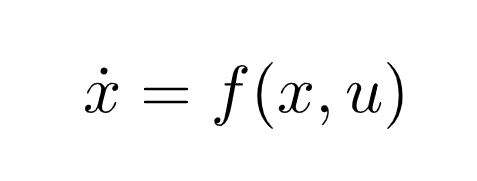 ẋ = f(x, u)